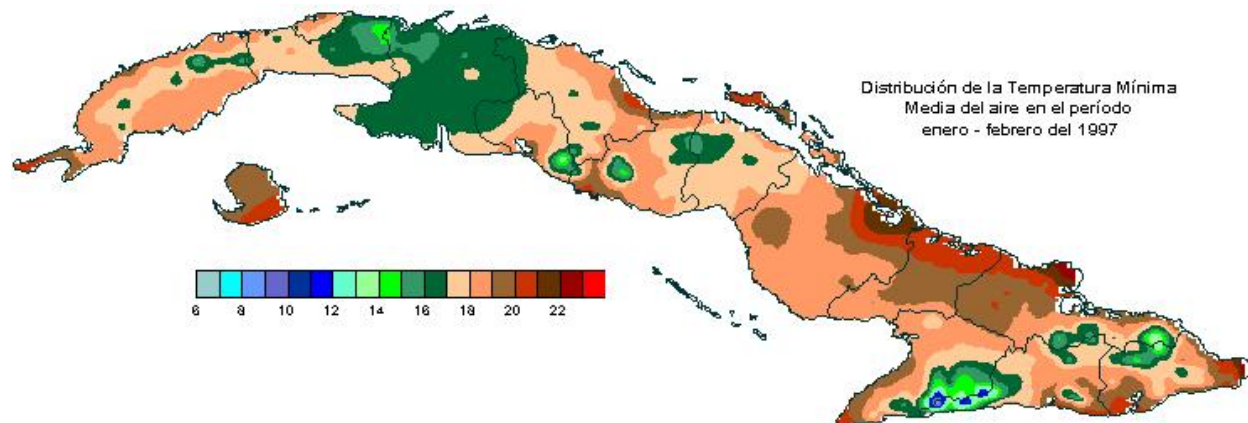 Distribución de la Temperatura Mínima
Media del aire en el período
enero - febrero del 1997
6 8 10 12 14 16 18 20 22